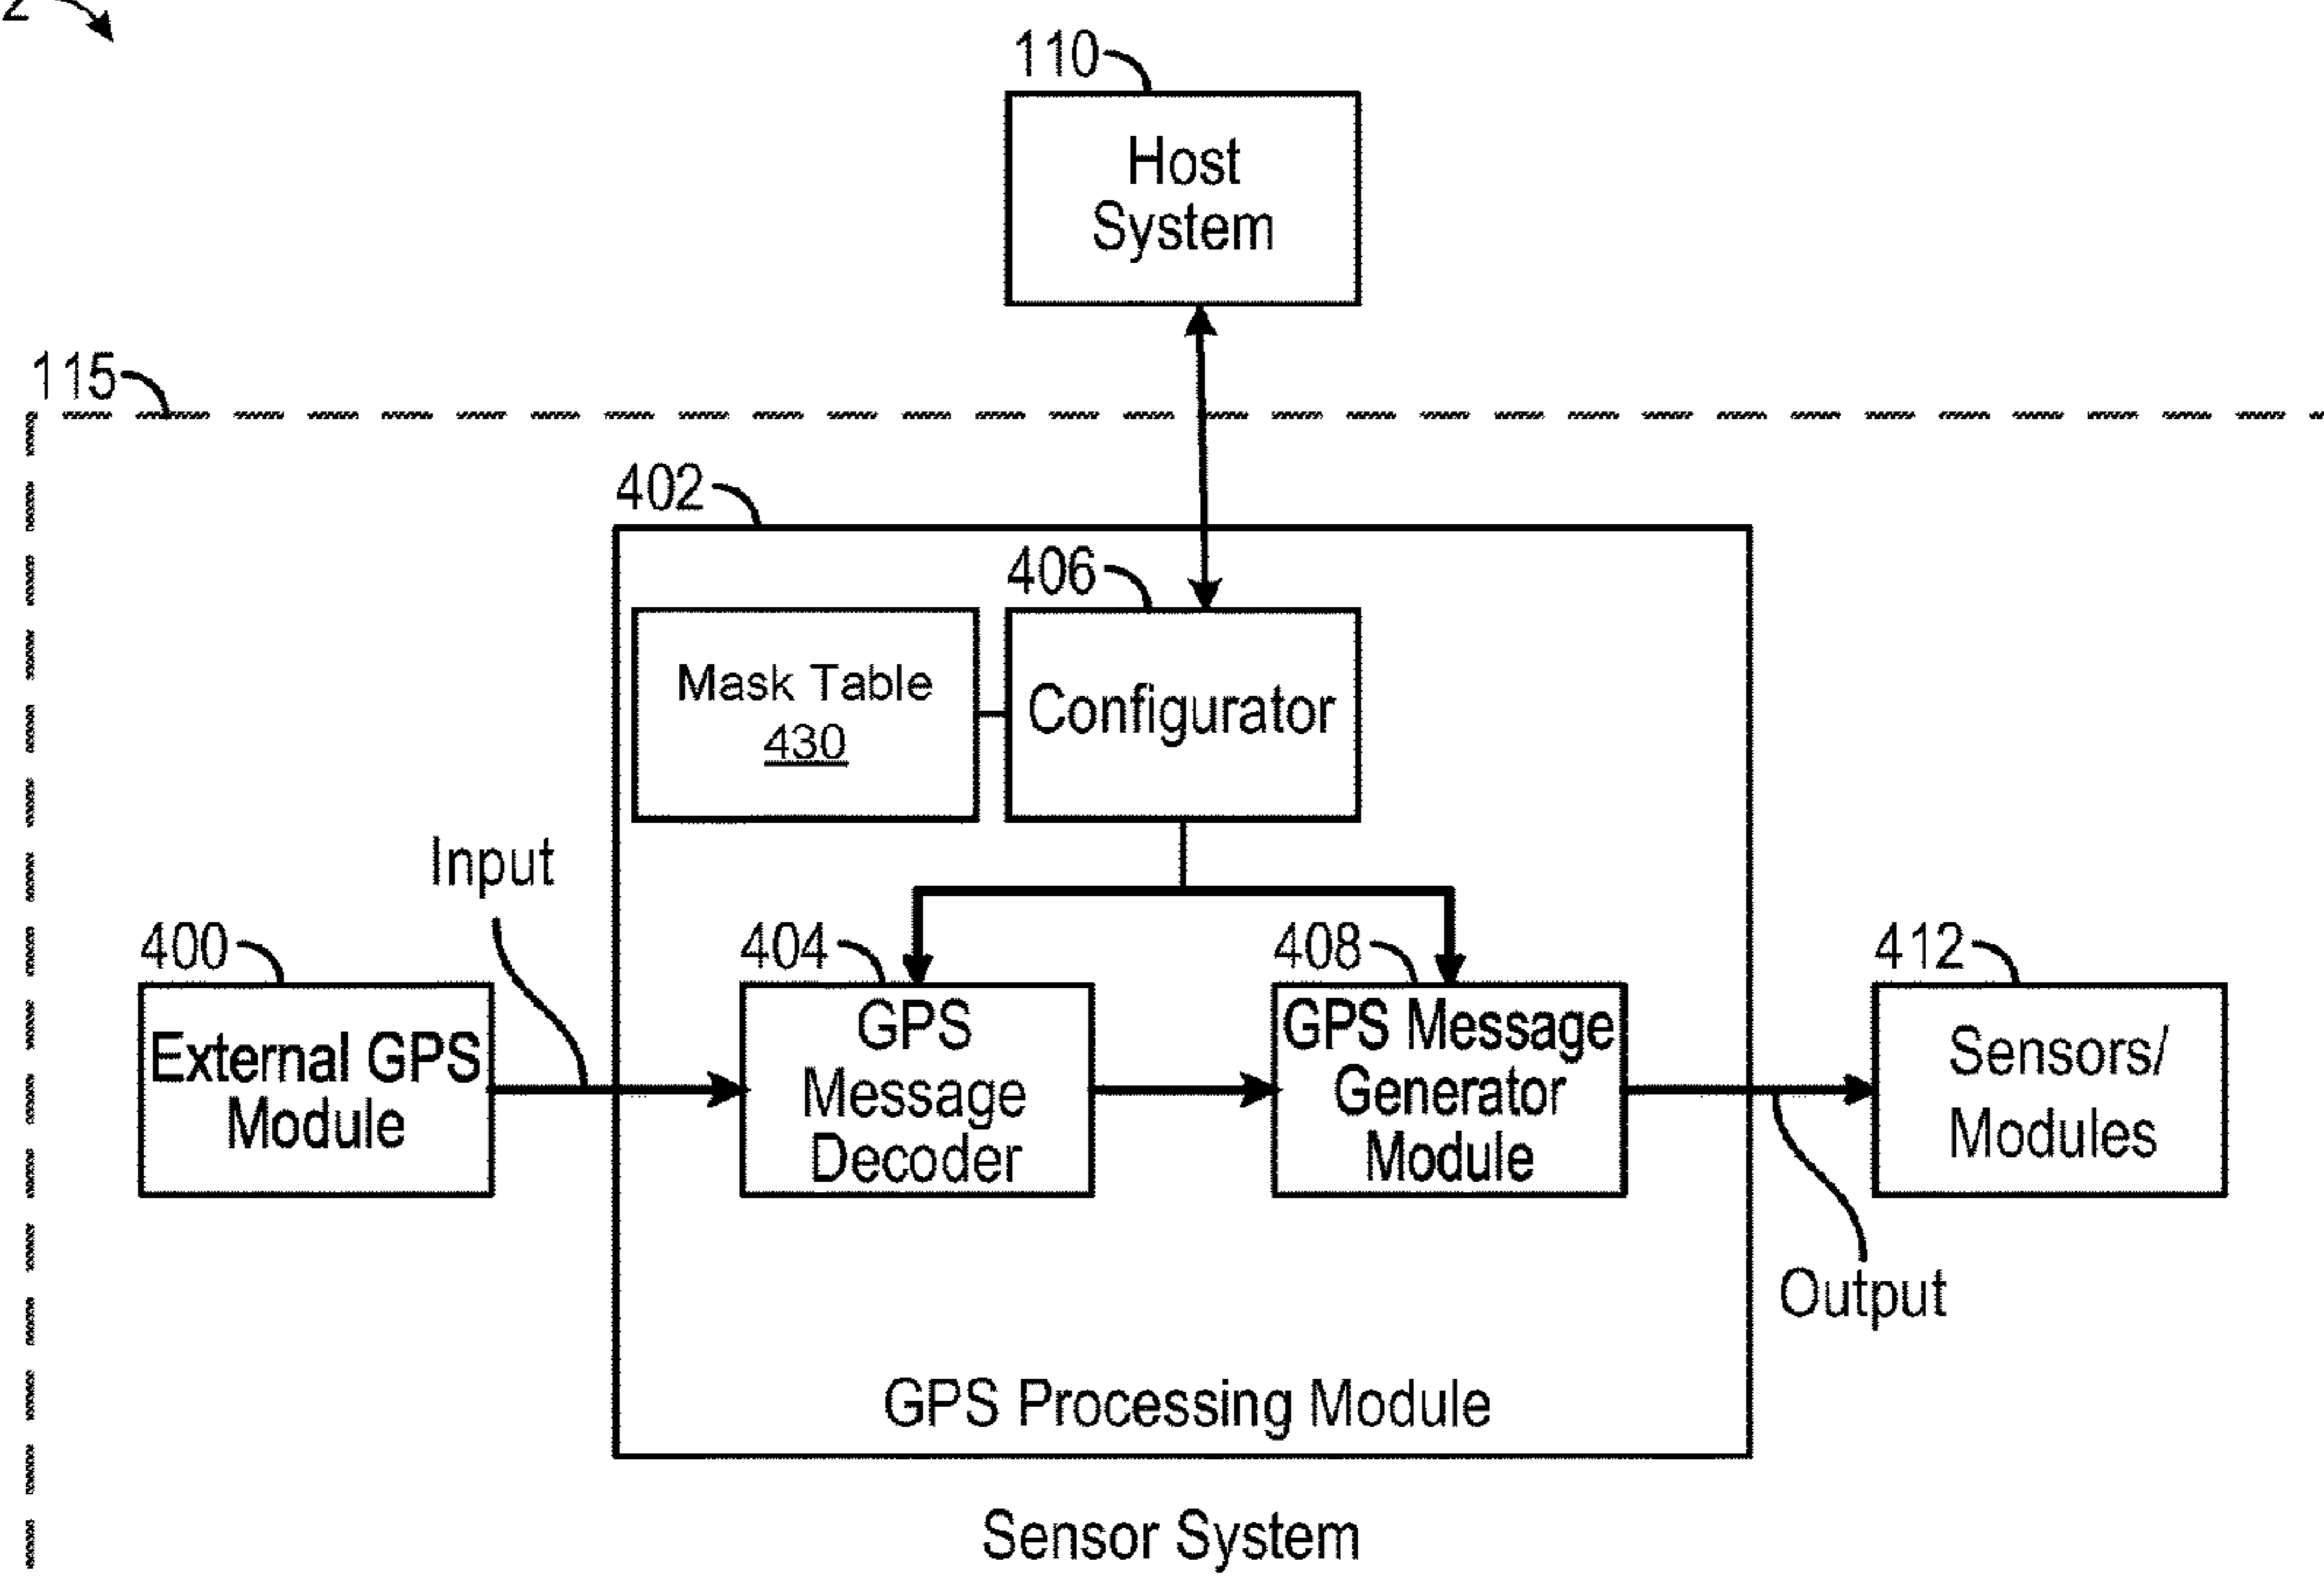 2
110
Host
System
115
402
406
Mask Table
430
Configurator
Input
400
404
408
412
External GPS
Module
GPS
Message
Decoder
GPS Message
Generator
Module
Sensors/
Modules
Output
GPS Processing Module
Sensor System